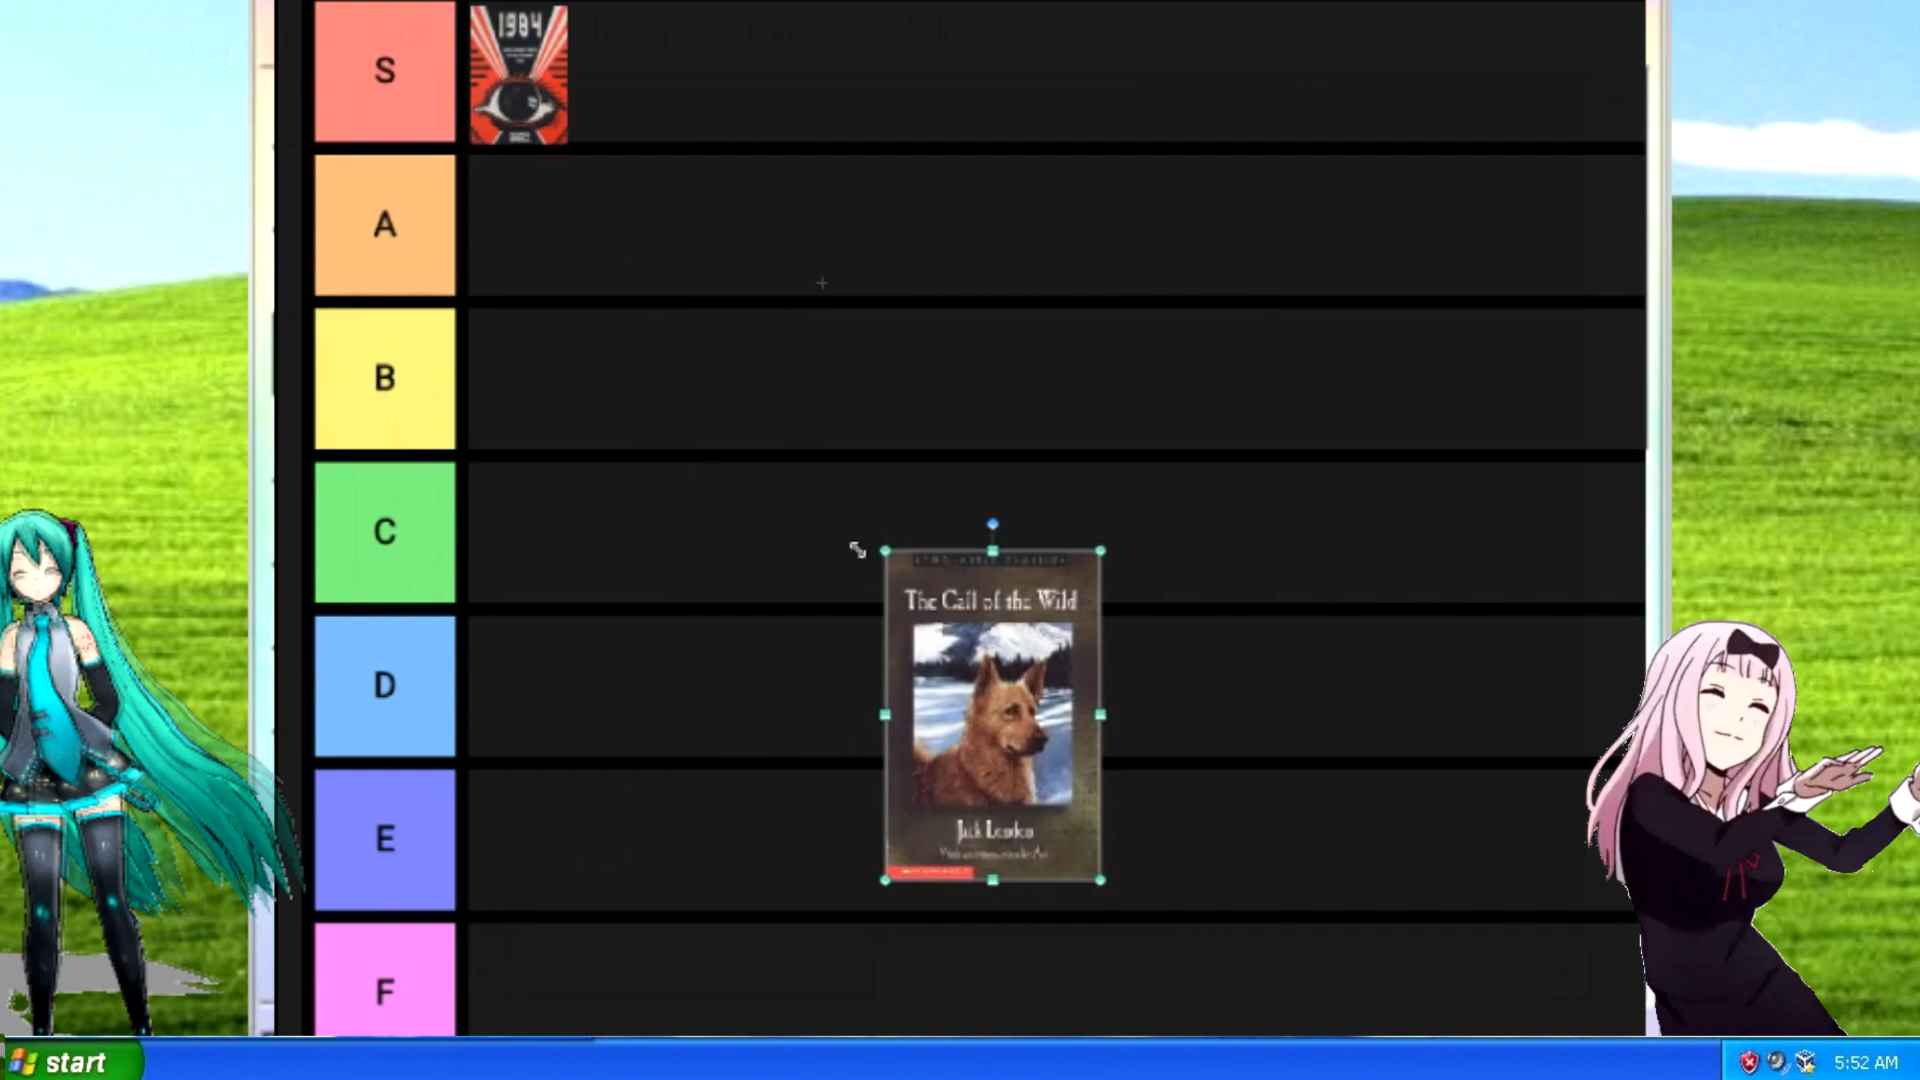 S
1984
A
B
C
The Call of the Wild
D
Jack London
E
F
start
5:52 AM